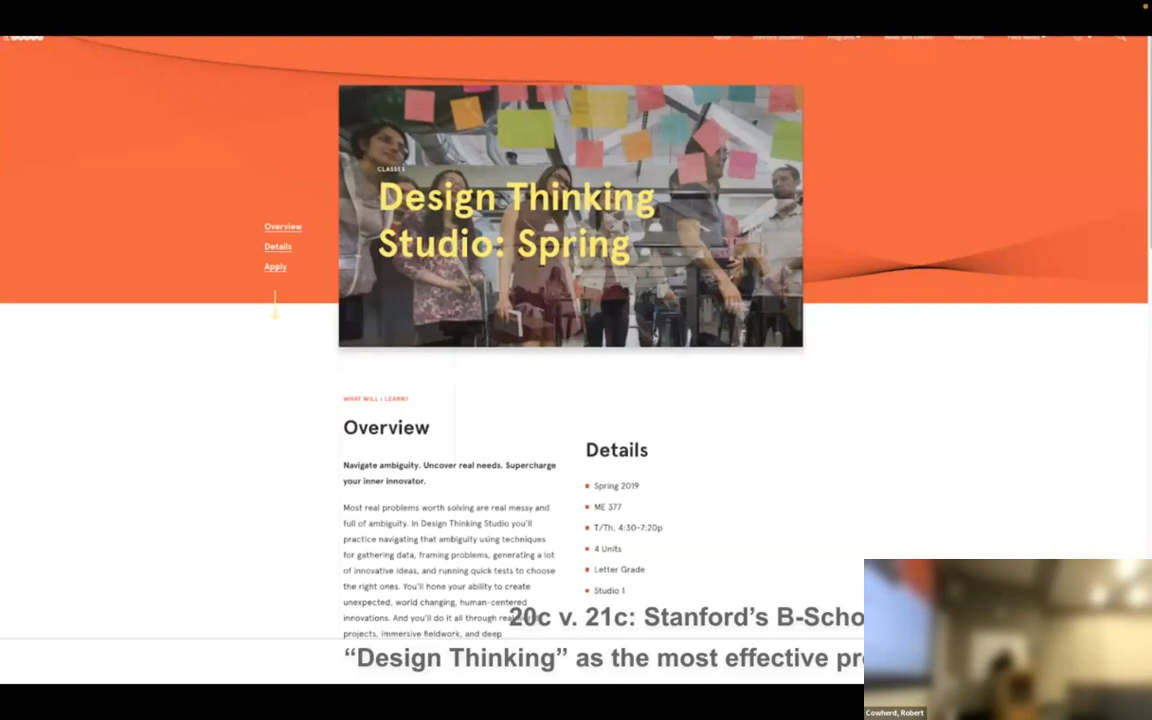 CLASSES
Design Thinking
Studio: Spring
Overview
Details
Apply
WHAT WILL I LEARN?
Overview
Navigate ambiguity. Uncover real needs. Supercharge
your inner innovator.
Most real problems worth solving are real messy and
full of ambiguity. In Design Thinking Studio you'll
practice navigating that ambiguity using techniques
for gathering data, framing problems, generating a lot
of innovative ideas, and running quick tests to choose
the right ones. You'll hone your ability to create
unexpected, world changing, human-centered
innovations. And you'll do it all through
projects, immersive fieldwork, and deep
Details
Spring 2019
ME 377
T/Th, 4:30-7:20p
4 Units
Letter Grade
Studio 1
20c v. 21c: Stanford's B-Scho
“Design Thinking” as the most effective pr
Cowherd, Robert